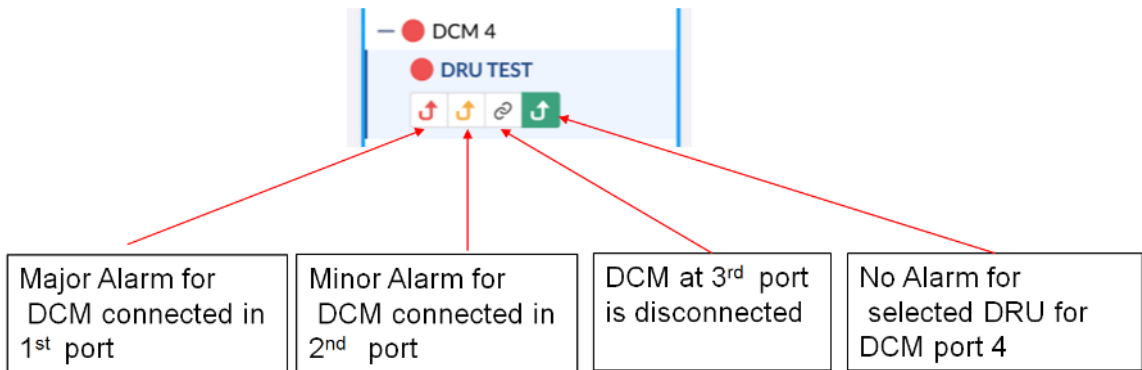 DCM 4
DRU TEST
Major Alarm for
DCM connected in
1st port
Minor Alarm for
DCM connected in
2nd port
DCM at 3rd port
is disconnected
No Alarm for
selected DRU for
DCM port 4